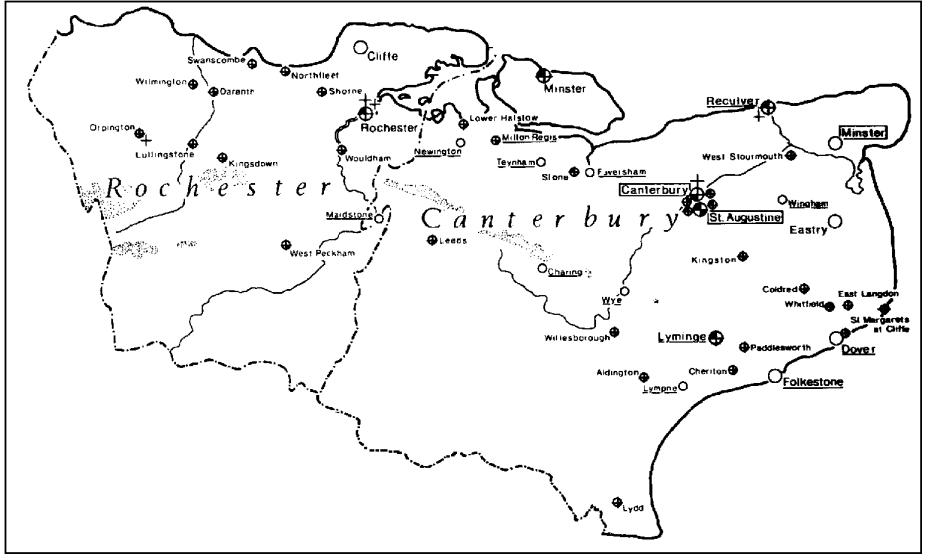 Cliffe
Swanscombe
Northfleet
Wilmington
Darenth
Shorne
Minster
Reculver
Rochester
Lower Halstow
Milton Regis
Orpington
Newington
Minster
Lullingstone
Kingsdown
Wouldham
Teynham
Stone
Faversham
West Stourmouth
Rochester
Canterbury
Canterbury
Wingham
Maidstone
St. Augustine
Eastry
Leeds
West Peckham
Kingston
Charing
Wye
Coldred
East Langdon
Whitfield
St Margarets
at Cliffe
Willesborough
Lyminge
Paddlesworth
Dover
Aldington
Cheriton
Lympne
Folkestone
Lydd